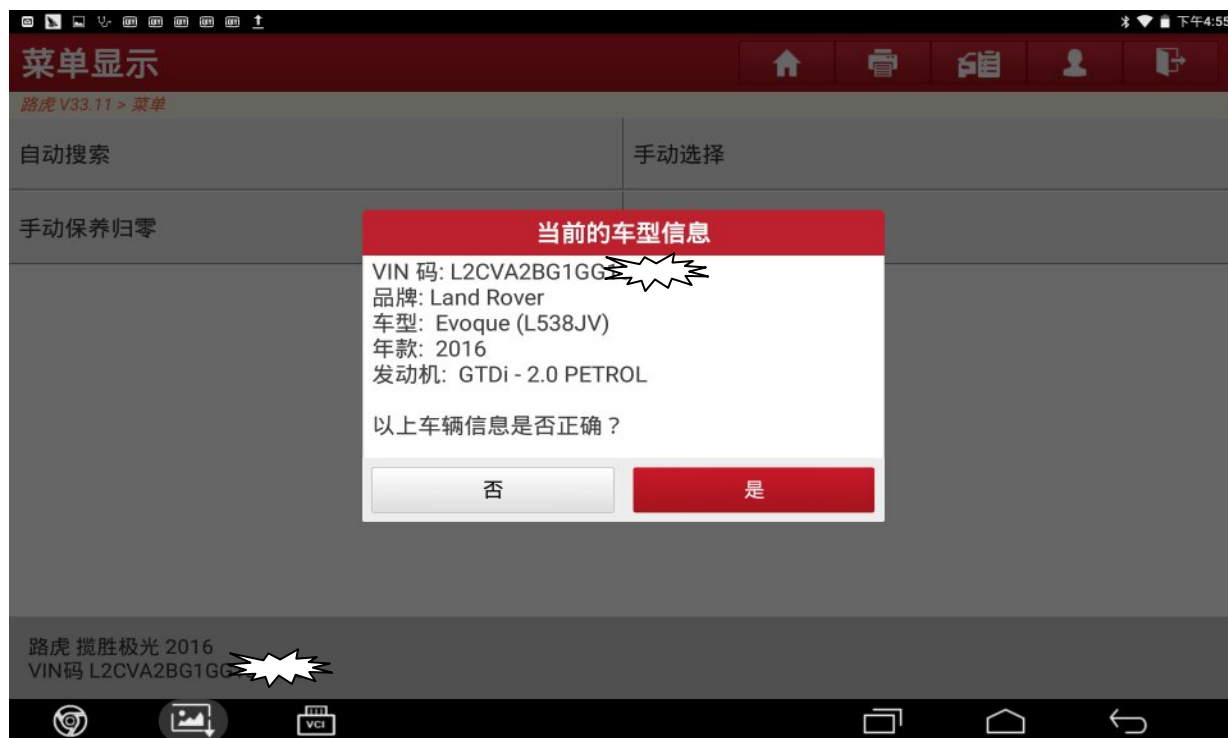 下午4:55
菜单显示
路虎 V33.11 > 菜单
自动搜索
手动选择
手动保养归零
当前的车型信息
VIN 码: L2CVA2BG1GG
品牌: Land Rover
车型: Evoque (L538JV)
年款: 2016
发动机: GTDi - 2.0 PETROL
以上车辆信息是否正确？
否
是
路虎 揽胜极光 2016
VIN码 L2CVA2BG1GG
VCI